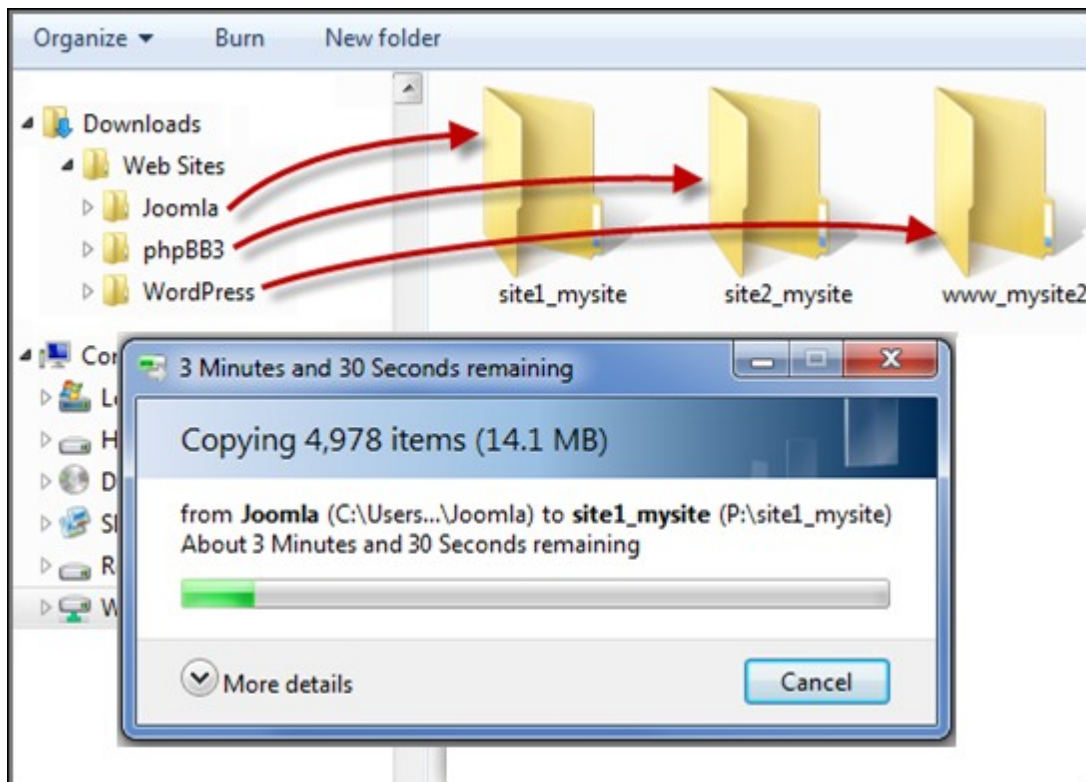 Organize Burn New folder
Downloads
Web Sites
Joomla
phpBB3
WordPress
site1_mysite site2_mysite www_mysite2
3 Minutes and 30 Seconds remaining
Copying 4,978 items (14.1 MB)
from Joomla (C:\Users...\Joomla) to site1_mysite (P:\site1_mysite)
About 3 Minutes and 30 Seconds remaining
More details Cancel